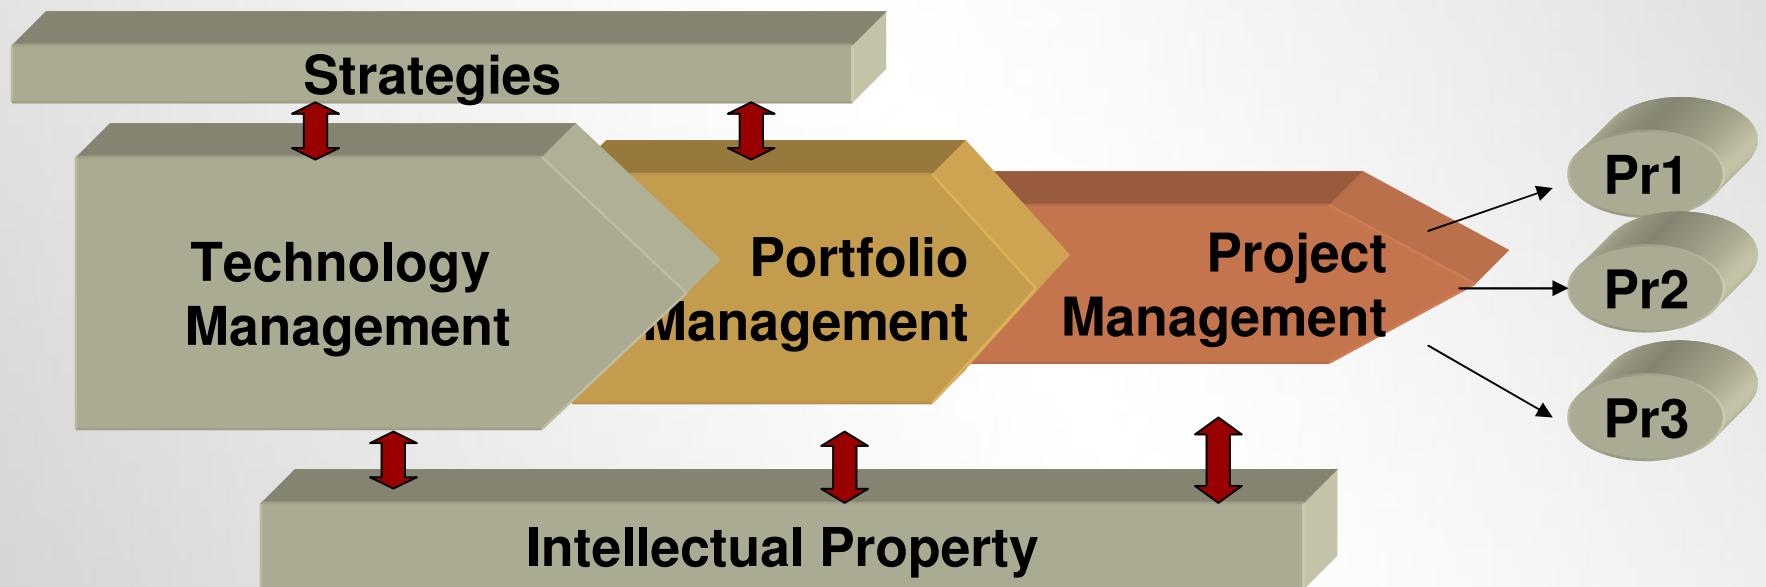 Strategies
Technology
Management
Portfolio
Management
Project
Management
Pr1
Pr2
Pr3
Intellectual Property